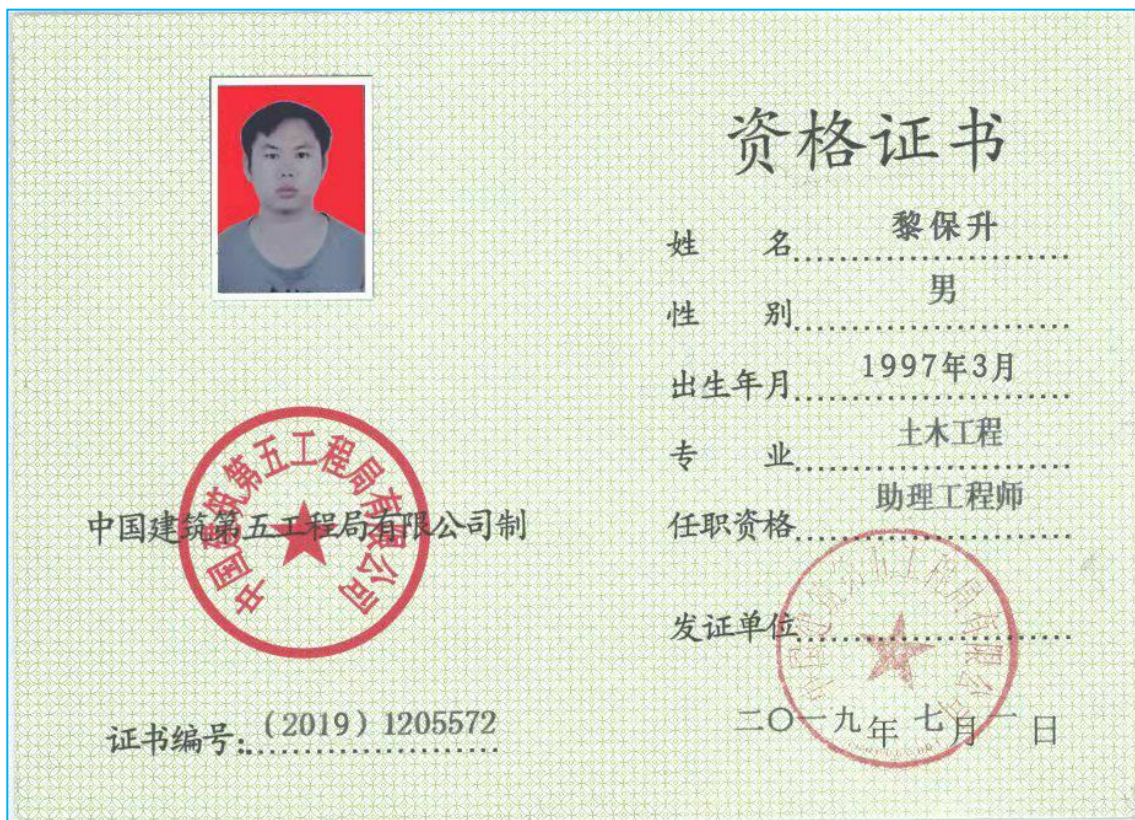 资格证书
姓 名 黎保升
性 别 男
出生年月 1997年3月
专 业 土木工程
任职资格 助理工程师
发证单位
二〇一九年七月一日
中国建筑第五工程局有限公司
中国建筑第五工程局有限公司制
证书编号:(2019)1205572